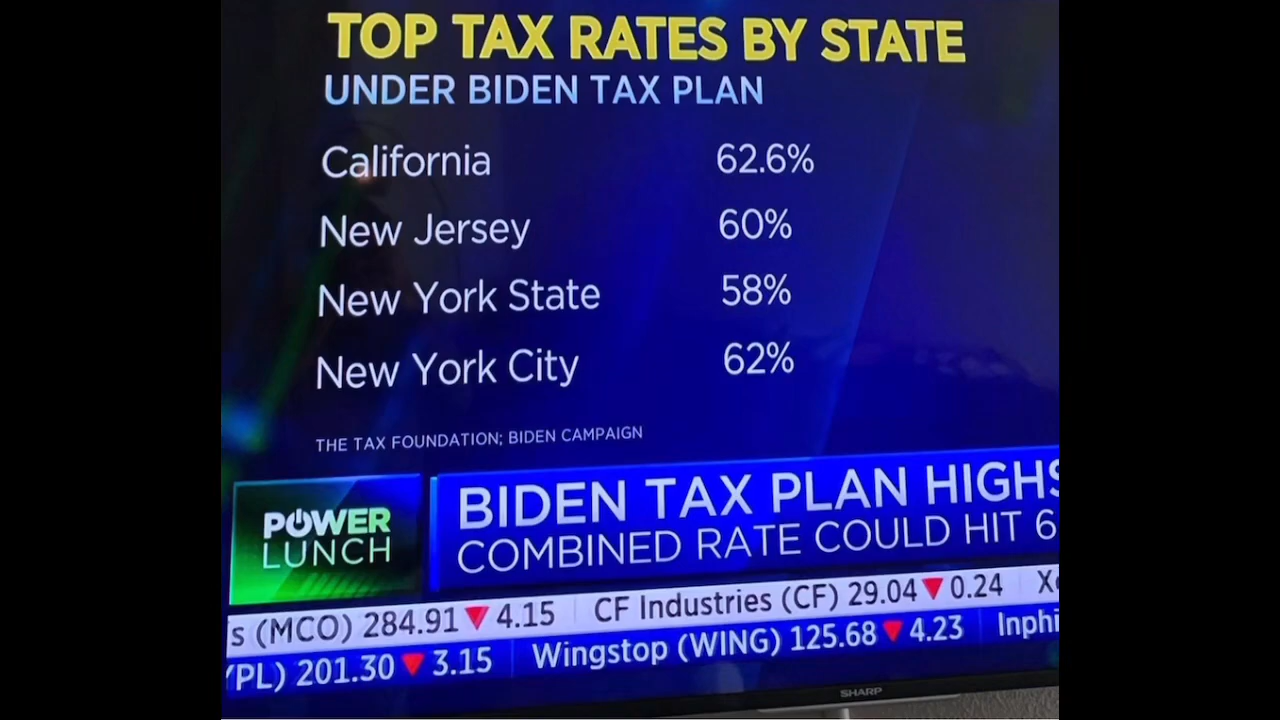 TOP TAX RATES BY STATE
UNDER BIDEN TAX PLAN
California 62.6%
New Jersey 60%
New York State 58%
New York City 62%
THE TAX FOUNDATION; BIDEN CAMPAIGN
POWER
LUNCH
BIDEN TAX PLAN HIGHS
COMBINED RATE COULD HIT 6
s (MCO) 284.91▼4.15 CF Industries (CF) 29.04▼0.24 X
YPL) 201.30▼3.15 Wingstop (WING) 125.68▼4.23 Inphi
SHARP